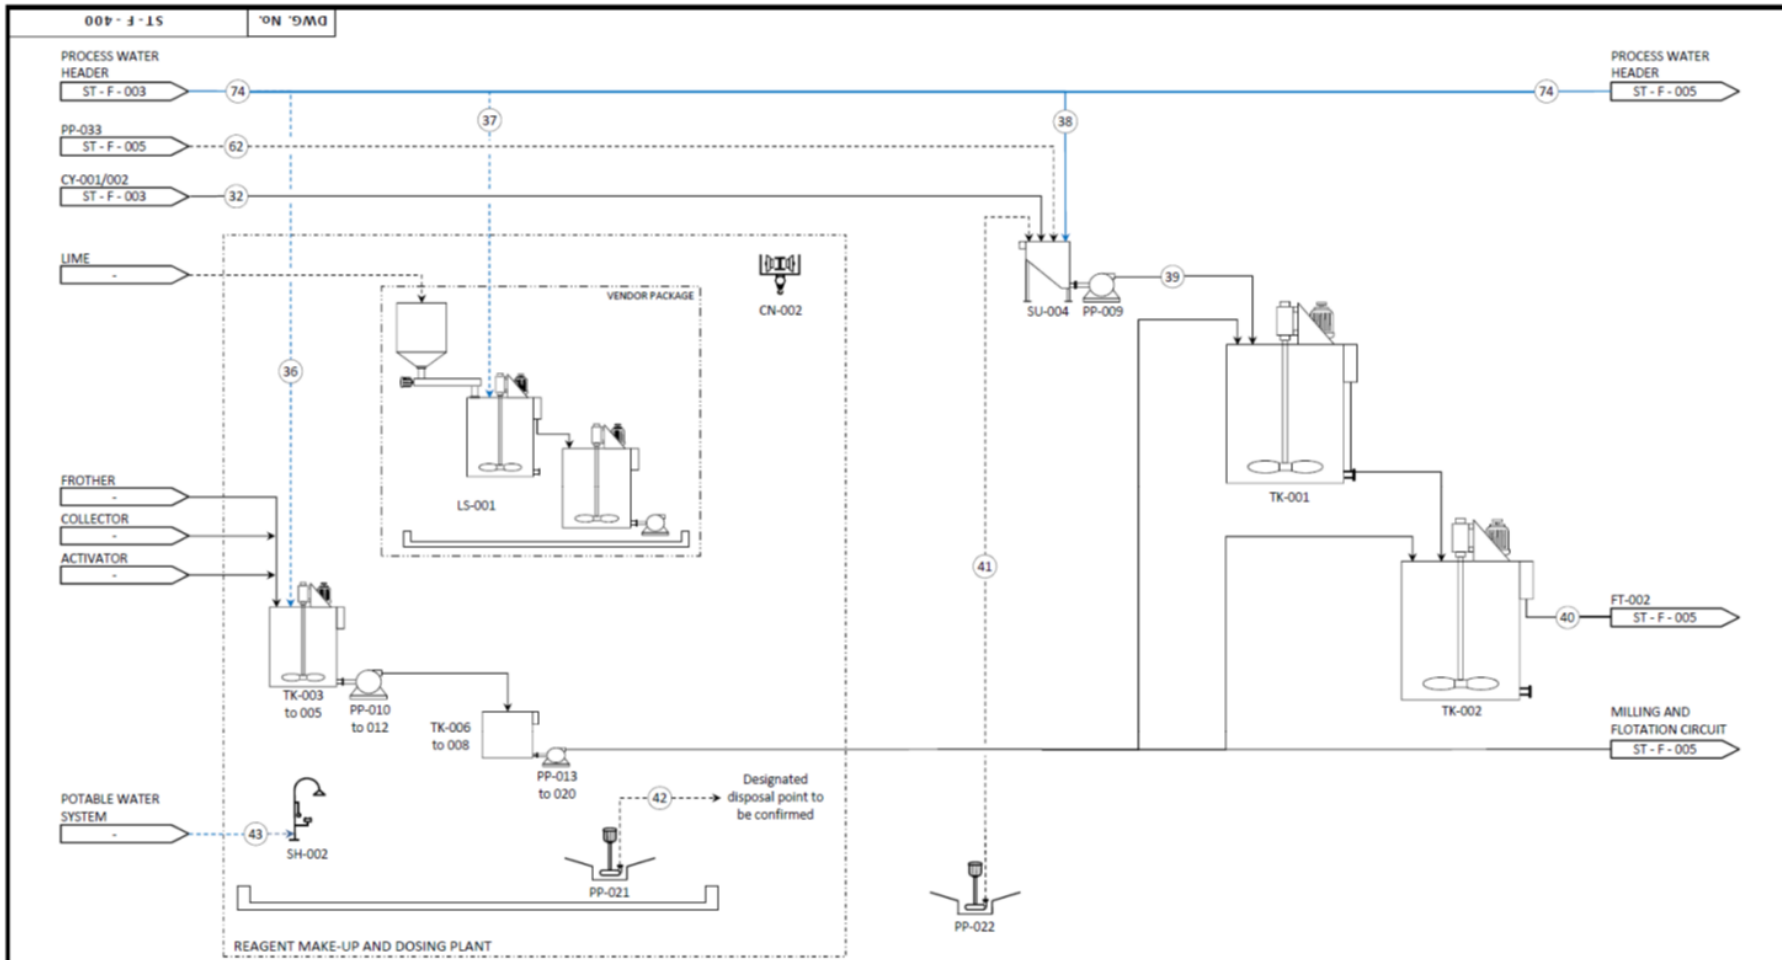 ST - F - 400
DWG. No.
PROCESS WATER
HEADER
ST - F - 003
74
74
PROCESS WATER
HEADER
ST - F - 005
37
38
PP-033
ST - F - 005
62
CY-001/002
ST - F - 003
32
LIME
-
VENDOR PACKAGE
CN-002
39
SU-004
PP-009
36
TK-001
LS-001
FROTHER
-
COLLECTOR
-
ACTIVATOR
-
41
FT-002
ST - F - 005
40
TK-003
to 005
PP-010
to 012
TK-006
to 008
TK-002
MILLING AND
FLOTATION CIRCUIT
ST - F - 005
PP-013
to 020
42
Designated
disposal point to
be confirmed
POTABLE WATER
SYSTEM
-
43
SH-002
PP-021
PP-022
REAGENT MAKE-UP AND DOSING PLANT